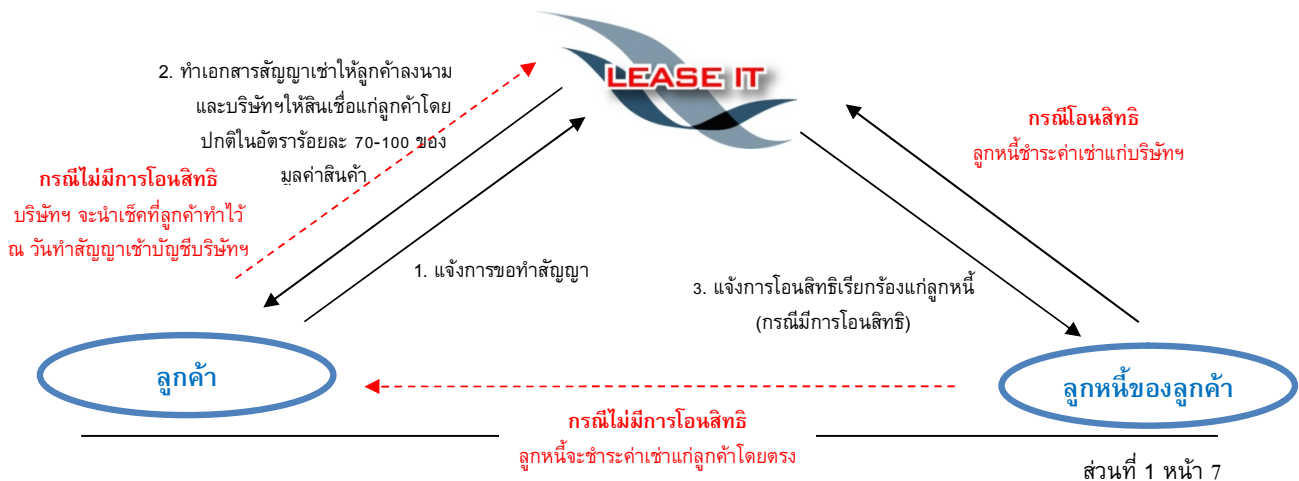 LEASE IT
2. ทำเอกสารสัญญาเช่าให้ลูกค้าลงนาม
และบริษัทฯให้สินเชื่อแก่ลูกค้าโดย
ปกติในอัตราร้อยละ 70-100 ของ
มูลค่าสินค้า
กรณีโอนสิทธิ
ลูกหนี้ชำระค่าเช่าแก่บริษัทฯ
กรณีไม่มีการโอนสิทธิ
บริษัทฯ จะนำเช็คที่ลูกค้าทำไว้
ณ วันทำสัญญาเช้าบัญชีบริษัทฯ
1. แจ้งการขอทำสัญญา
3. แจ้งการโอนสิทธิเรียกร้องแก่ลูกหนี้
(กรณีมีการโอนสิทธิ)
ลูกค้า
ลูกหนี้ของลูกค้า
กรณีไม่มีการโอนสิทธิ
ลูกหนี้จะชำระค่าเช่าแก่ลูกค้าโดยตรง
ส่วนที่ 1 หน้า 7